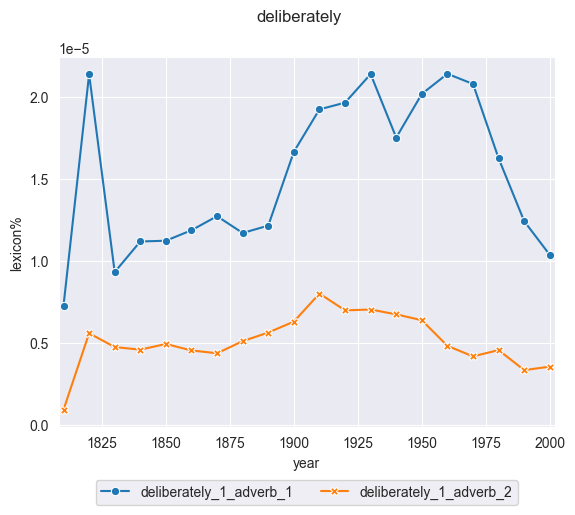 deliberately
1e−5
2.0
1.5
1.0
0.5
0.0
lexicon%
1825 1850 1875 1900 1925 1950 1975 2000
year
deliberately_1_adverb_1 deliberately_1_adverb_2